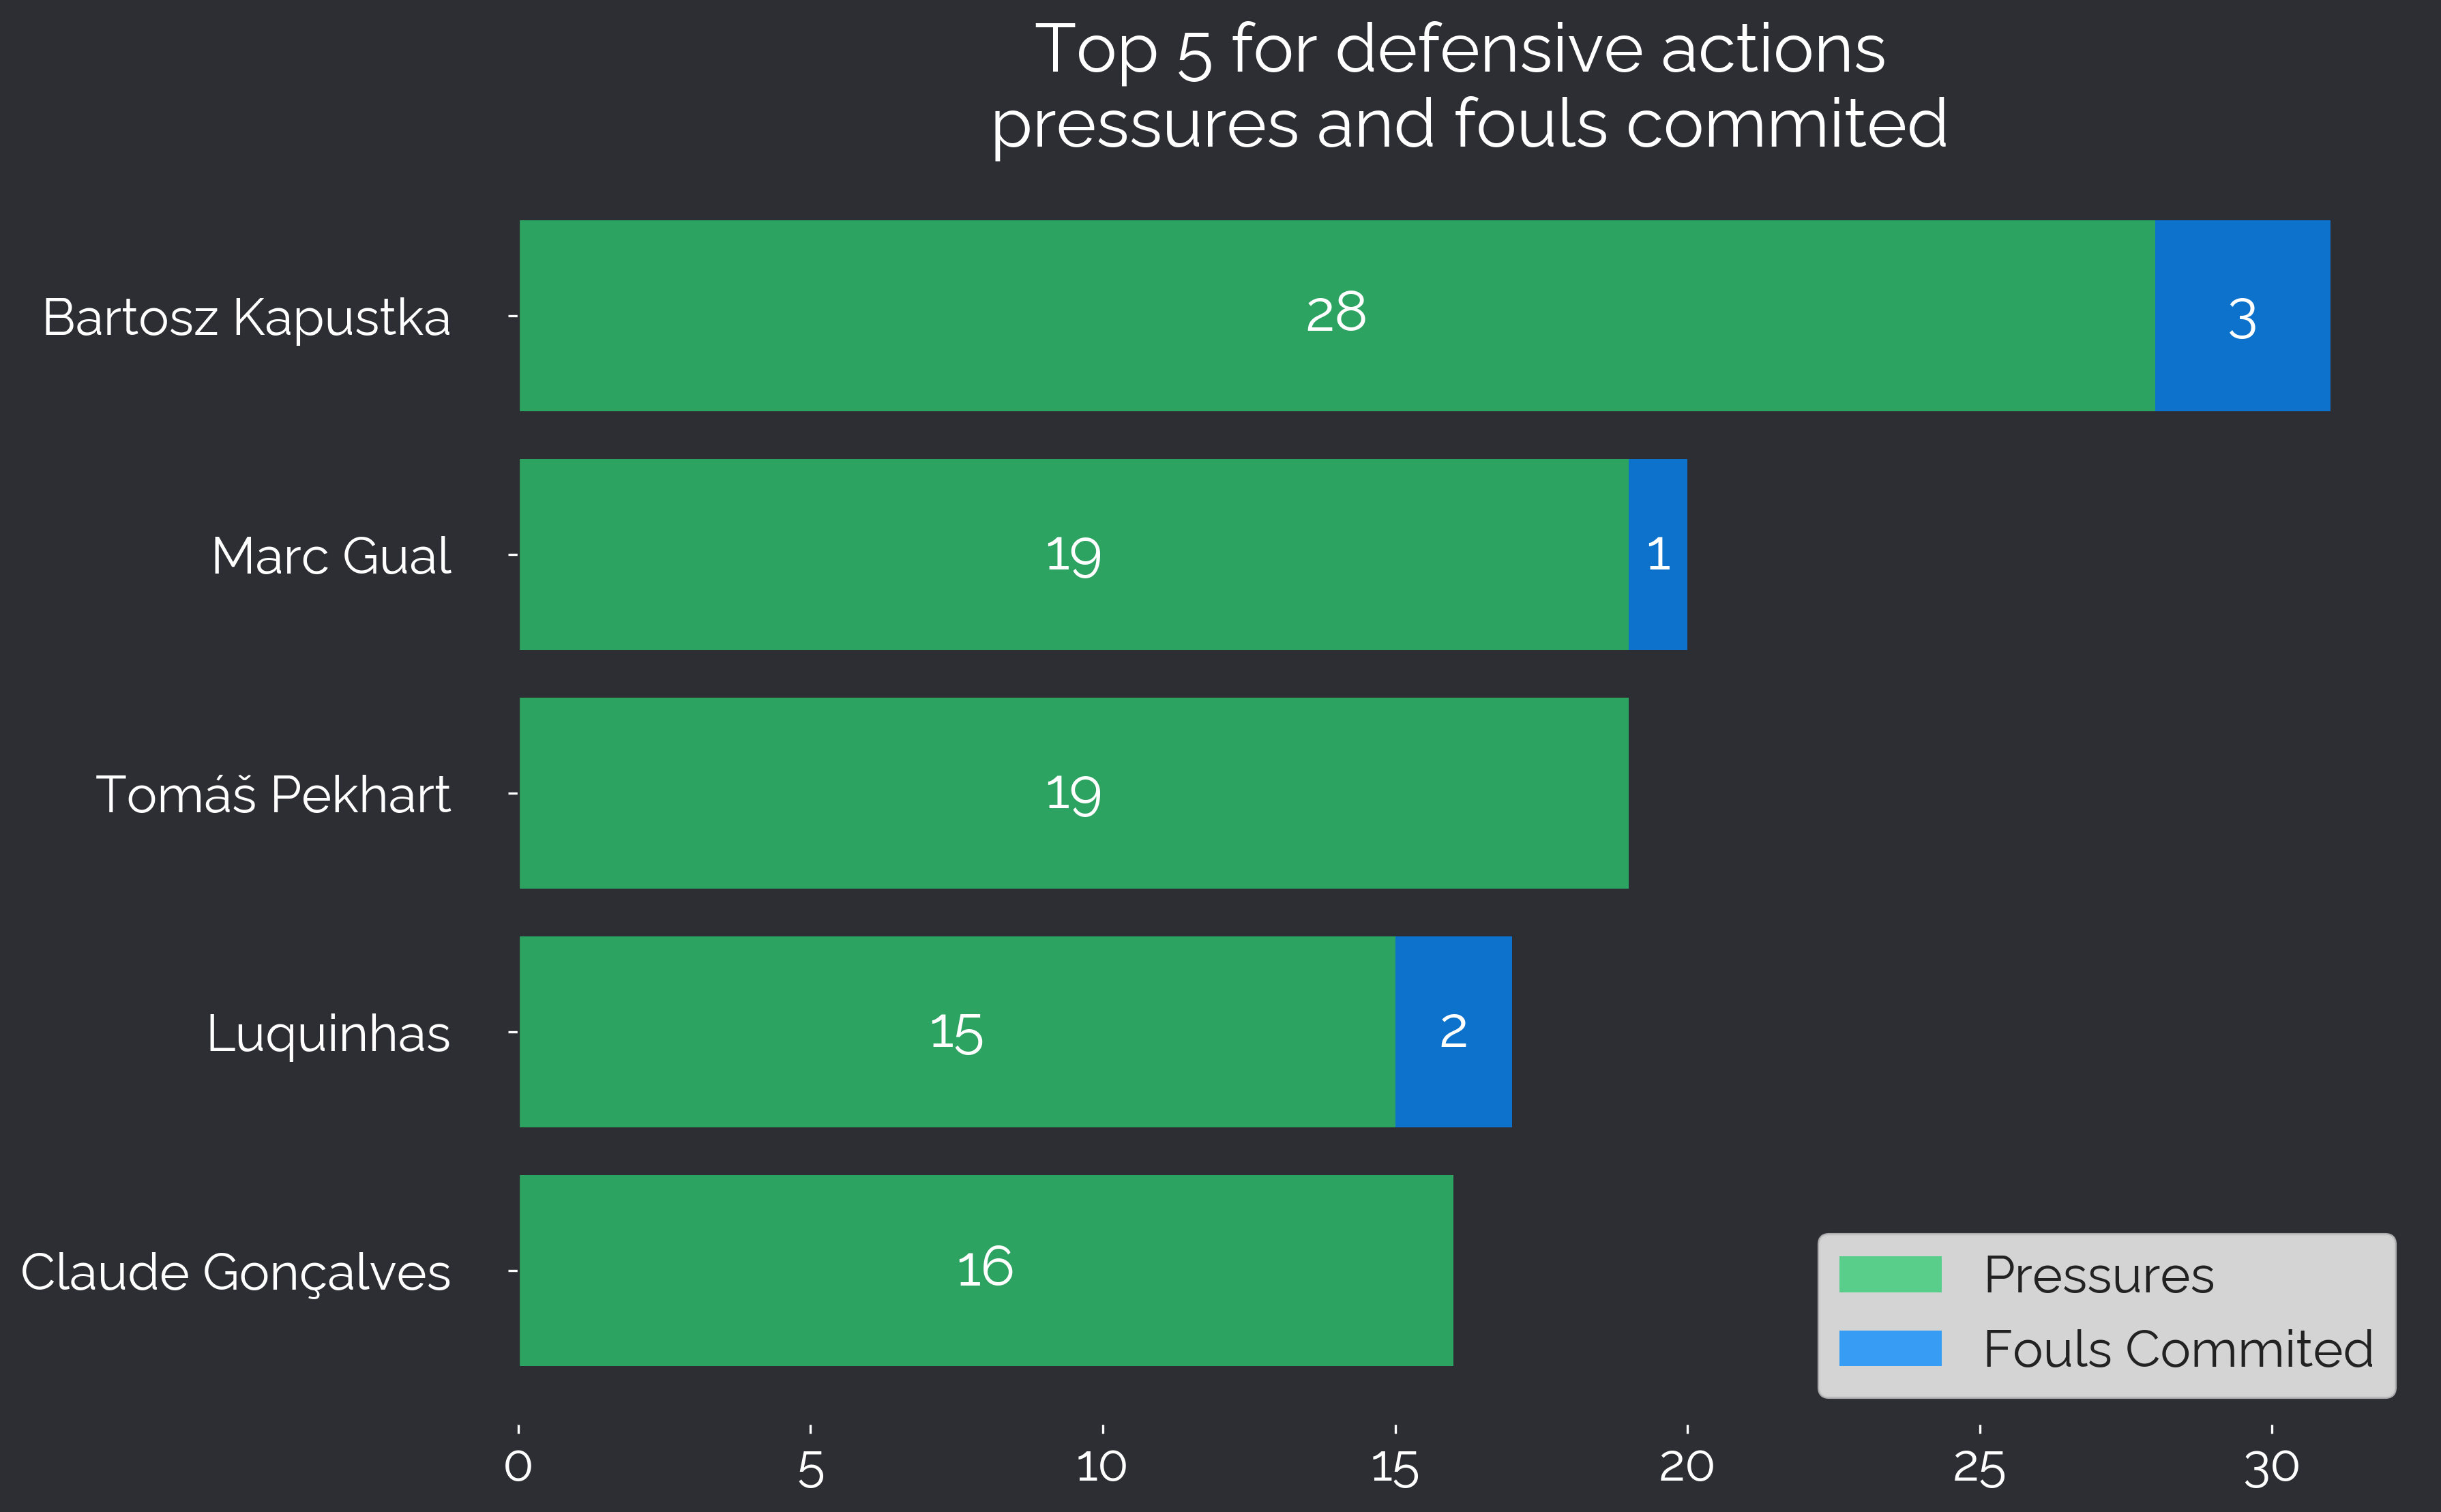 Top 5 for defensive actions
pressures and fouls commited
Bartosz Kapustka
28
3
Marc Gual
19
1
Tomáš Pekhart
19
Luquinhas
15
2
Claude Gonçalves
16
Pressures
Fouls Commited
0 5 10 15 20 25 30